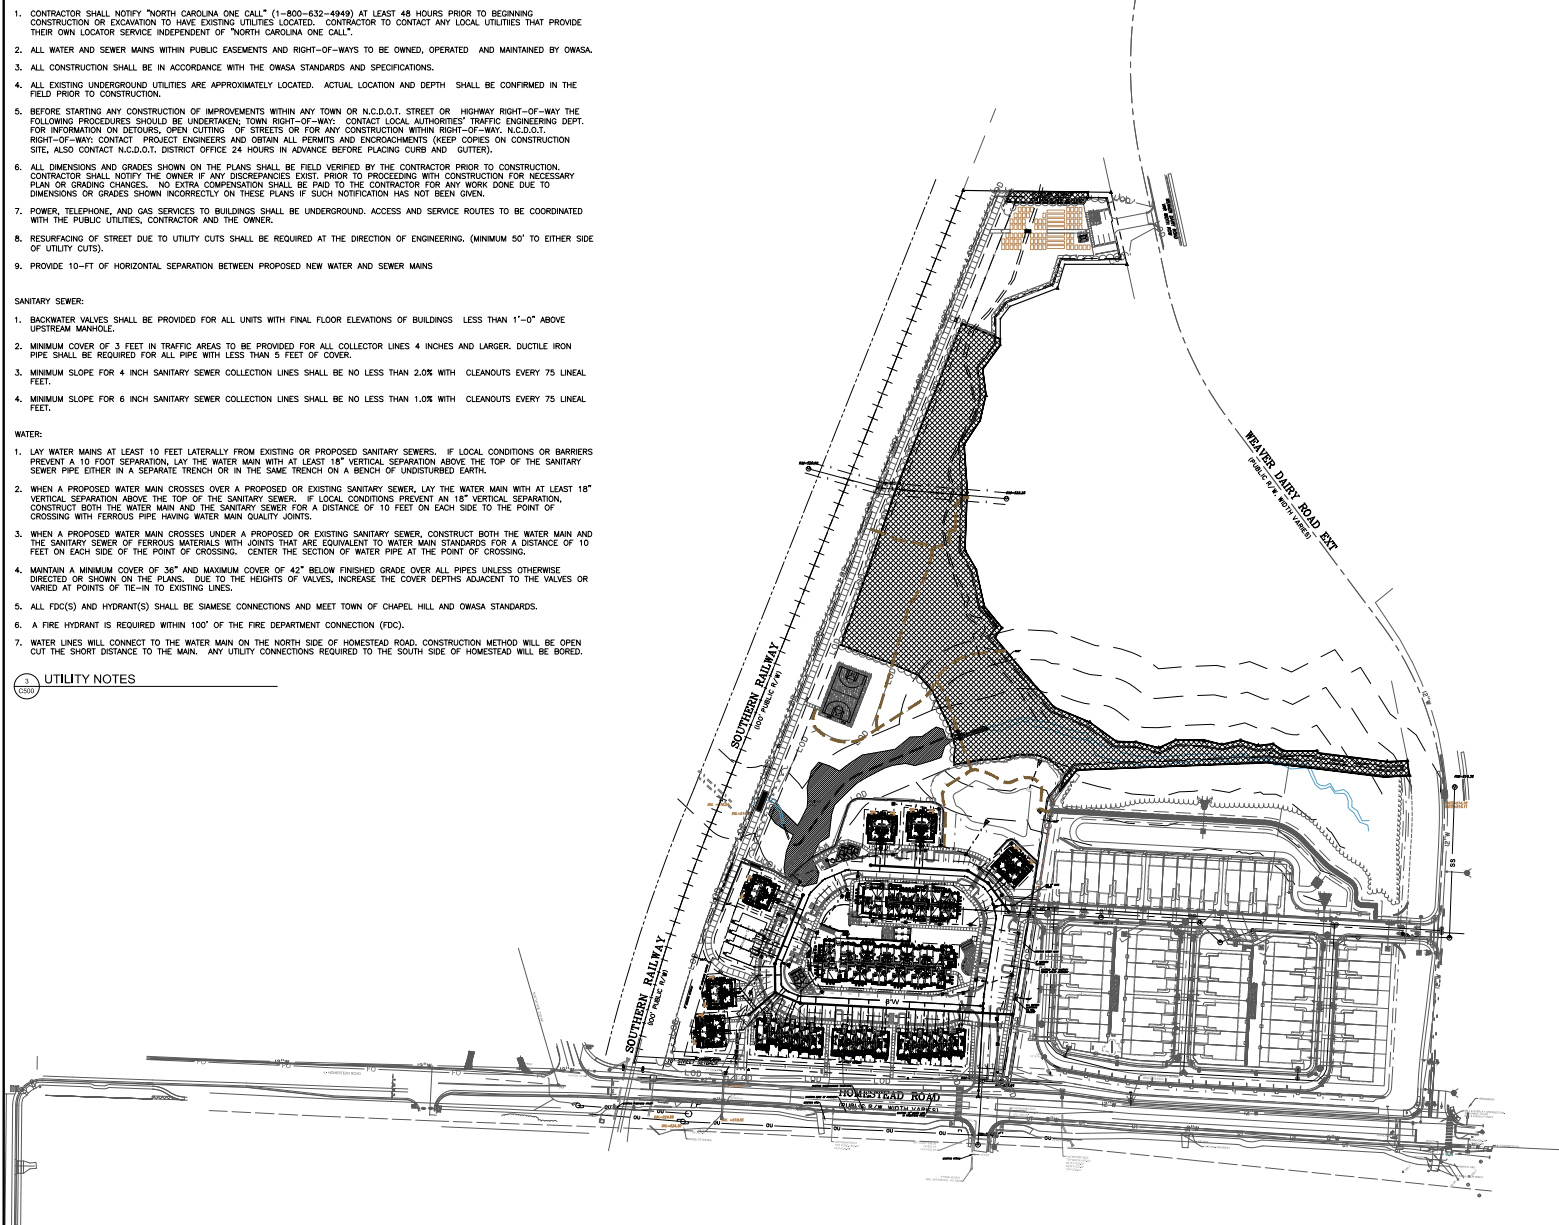 1. CONTRACTOR SHALL NOTIFY "NORTH CAROLINA ONE CALL" (1-800-632-4949) AT LEAST 48 HOURS PRIOR TO BEGINNING
CONSTRUCTION OR EXCAVATION TO HAVE EXISTING UTILITIES LOCATED. CONTRACTOR TO CONTACT ANY LOCAL UTILITIIES THAT PROVIDE
THEIR OWN LOCATOR SERVICE INDEPENDENT OF "NORTH CAROLINA ONE CALL".
2. ALL WATER AND SEWER MAINS WITHIN PUBLIC EASEMENTS AND RIGHT-OF-WAYS TO BE OWNED, OPERATED AND MAINTAINED BY OWASA.
3. ALL CONSTRUCTION SHALL BE IN ACCORDANCE WITH THE OWASA STANDARDS AND SPECIFICATIONS.
4. ALL EXISTING UNDERGROUND UTILITIES ARE APPROXIMATELY LOCATED. ACTUAL LOCATION AND DEPTH SHALL BE CONFIRMED IN THE
FIELD PRIOR TO CONSTRUCTION.
5. BEFORE STARTING ANY CONSTRUCTION OF IMPROVEMENTS WITHIN ANY TOWN OR N.C.D.O.T. STREET OR HIGHWAY RIGHT-OF-WAY THE
FOLLOWING PROCEDURES SHOULD BE UNDERTAKEN; TOWN RIGHT-OF-WAY: CONTACT LOCAL AUTHORITIES' TRAFFIC ENGINEERING DEPT.
FOR INFORMATION ON DETOURS, OPEN CUTTING OF STREETS OR FOR ANY CONSTRUCTION WITHIN RIGHT-OF-WAY. N.C.D.O.T.
RIGHT-OF-WAY: CONTACT PROJECT ENGINEERS AND OBTAIN ALL PERMITS AND ENCROACHMENTS (KEEP COPIES ON CONSTRUCTION
SITE, ALSO CONTACT N.C.D.O.T. DISTRICT OFFICE 24 HOURS IN ADVANCE BEFORE PLACING CURB AND GUTTER).
6. ALL DIMENSIONS AND GRADES SHOWN ON THE PLANS SHALL BE FIELD VERIFIED BY THE CONTRACTOR PRIOR TO CONSTRUCTION.
CONTRACTOR SHALL NOTIFY THE OWNER IF ANY DISCREPANCIES EXIST. PRIOR TO PROCEEDING WITH CONSTRUCTION FOR NECESSARY
PLAN OR GRADING CHANGES. NO EXTRA COMPENSATION SHALL BE PAID TO THE CONTRACTOR FOR ANY WORK DONE DUE TO
DIMENSIONS OR GRADES SHOWN INCORRECTLY ON THESE PLANS IF SUCH NOTIFICATION HAS NOT BEEN GIVEN.
7. POWER, TELEPHONE, AND GAS SERVICES TO BUILDINGS SHALL BE UNDERGROUND. ACCESS AND SERVICE ROUTES TO BE COORDINATED
WITH THE PUBLIC UTILITIES, CONTRACTOR AND THE OWNER.
8. RESURFACING OF STREET DUE TO UTILITY CUTS SHALL BE REQUIRED AT THE DIRECTION OF ENGINEERING. (MINIMUM 50' TO EITHER SIDE
OF UTILITY CUTS).
9. PROVIDE 10-FT OF HORIZONTAL SEPARATION BETWEEN PROPOSED NEW WATER AND SEWER MAINS
SANITARY SEWER:
1. BACKWATER VALVES SHALL BE PROVIDED FOR ALL UNITS WITH FINAL FLOOR ELEVATIONS OF BUILDINGS LESS THAN 1'-0" ABOVE
UPSTREAM MANHOLE.
2. MINIMUM COVER OF 3 FEET IN TRAFFIC AREAS TO BE PROVIDED FOR ALL COLLECTOR LINES 4 INCHES AND LARGER. DUCTILE IRON
PIPE SHALL BE REQUIRED FOR ALL PIPE WITH LESS THAN 5 FEET OF COVER.
3. MINIMUM SLOPE FOR 4 INCH SANITARY SEWER COLLECTION LINES SHALL BE NO LESS THAN 2.0% WITH CLEANOUTS EVERY 75 LINEAL
FEET.
4. MINIMUM SLOPE FOR 6 INCH SANITARY SEWER COLLECTION LINES SHALL BE NO LESS THAN 1.0% WITH CLEANOUTS EVERY 75 LINEAL
FEET.
WATER:
1. LAY WATER MAINS AT LEAST 10 FEET LATERALLY FROM EXISTING OR PROPOSED SANITARY SEWERS. IF LOCAL CONDITIONS OR BARRIERS
PREVENT A 10 FOOT SEPARATION, LAY THE WATER MAIN WITH AT LEAST 18" VERTICAL SEPARATION ABOVE THE TOP OF THE SANITARY
SEWER PIPE EITHER IN A SEPARATE TRENCH OR IN THE SAME TRENCH ON A BENCH OF UNDISTURBED EARTH.
2. WHEN A PROPOSED WATER MAIN CROSSES OVER A PROPOSED OR EXISTING SANITARY SEWER, LAY THE WATER MAIN WITH AT LEAST 18"
VERTICAL SEPARATION ABOVE THE TOP OF THE SANITARY SEWER. IF LOCAL CONDITIONS PREVENT AN 18" VERTICAL SEPARATION,
CONSTRUCT BOTH THE WATER MAIN AND THE SANITARY SEWER FOR A DISTANCE OF 10 FEET ON EACH SIDE TO THE POINT OF
CROSSING WITH FERROUS PIPE HAVING WATER MAIN QUALITY JOINTS.
3. WHEN A PROPOSED WATER MAIN CROSSES UNDER A PROPOSED OR EXISTING SANITARY SEWER, CONSTRUCT BOTH THE WATER MAIN AND
THE SANITARY SEWER OF FERROUS MATERIALS WITH JOINTS THAT ARE EQUIVALENT TO WATER MAIN STANDARDS FOR A DISTANCE OF 10
FEET ON EACH SIDE OF THE POINT OF CROSSING. CENTER THE SECTION OF WATER PIPE AT THE POINT OF CROSSING.
4. MAINTAIN A MINIMUM COVER OF 36" AND MAXIMUM COVER OF 42" BELOW FINISHED GRADE OVER ALL PIPES UNLESS OTHERWISE
DIRECTED OR SHOWN ON THE PLANS. DUE TO THE HEIGHTS OF VALVES, INCREASE THE COVER DEPTHS ADJACENT TO THE VALVES OR
VARIED AT POINTS OF TIE-IN TO EXISTING LINES.
5. ALL FDC(S) AND HYDRANT(S) SHALL BE SIAMESE CONNECTIONS AND MEET TOWN OF CHAPEL HILL AND OWASA STANDARDS.
6. A FIRE HYDRANT IS REQUIRED WITHIN 100' OF THE FIRE DEPARTMENT CONNECTION (FDC).
7. WATER LINES WILL CONNECT TO THE WATER MAIN ON THE NORTH SIDE OF HOMESTEAD ROAD. CONSTRUCTION METHOD WILL BE OPEN
CUT THE SHORT DISTANCE TO THE MAIN. ANY UTILITY CONNECTIONS REQUIRED TO THE SOUTH SIDE OF HOMESTEAD WILL BE BORED.
3
C500
UTILITY NOTES
LOD
LOD
WEAVER DAIRY ROAD EXT
(PUBLIC R/W, WIDTH VARIES)
SOUTHERN RAILWAY
(100' PUBLIC R/W)
LOD
LOD
LOD
LOD
12"W
12"W
SS
SOUTHERN RAILWAY
(100' PUBLIC R/W)
8"W
LOD
LOD
LOD
FO
FO
HOMESTEAD ROAD
(PUBLIC R/W, WIDTH VARIES)
OU
OU
OU
OU
OU
OU
OU